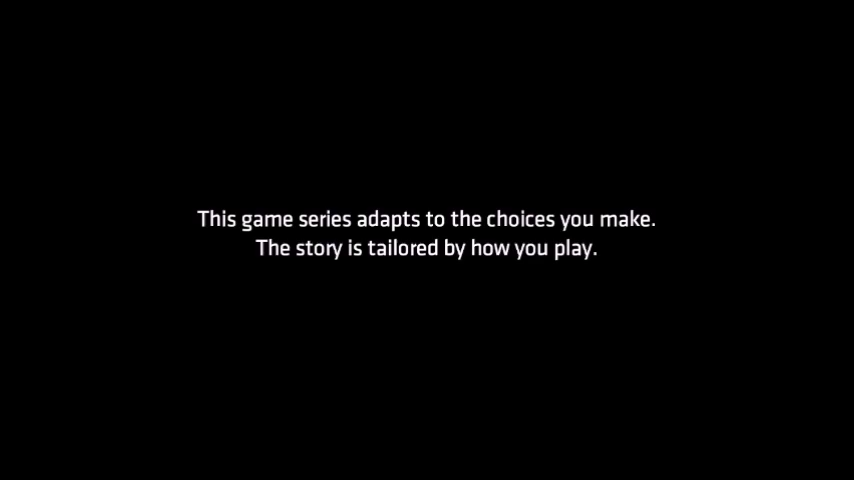 This game series adapts to the choices you make.
The story is tailored by how you play.